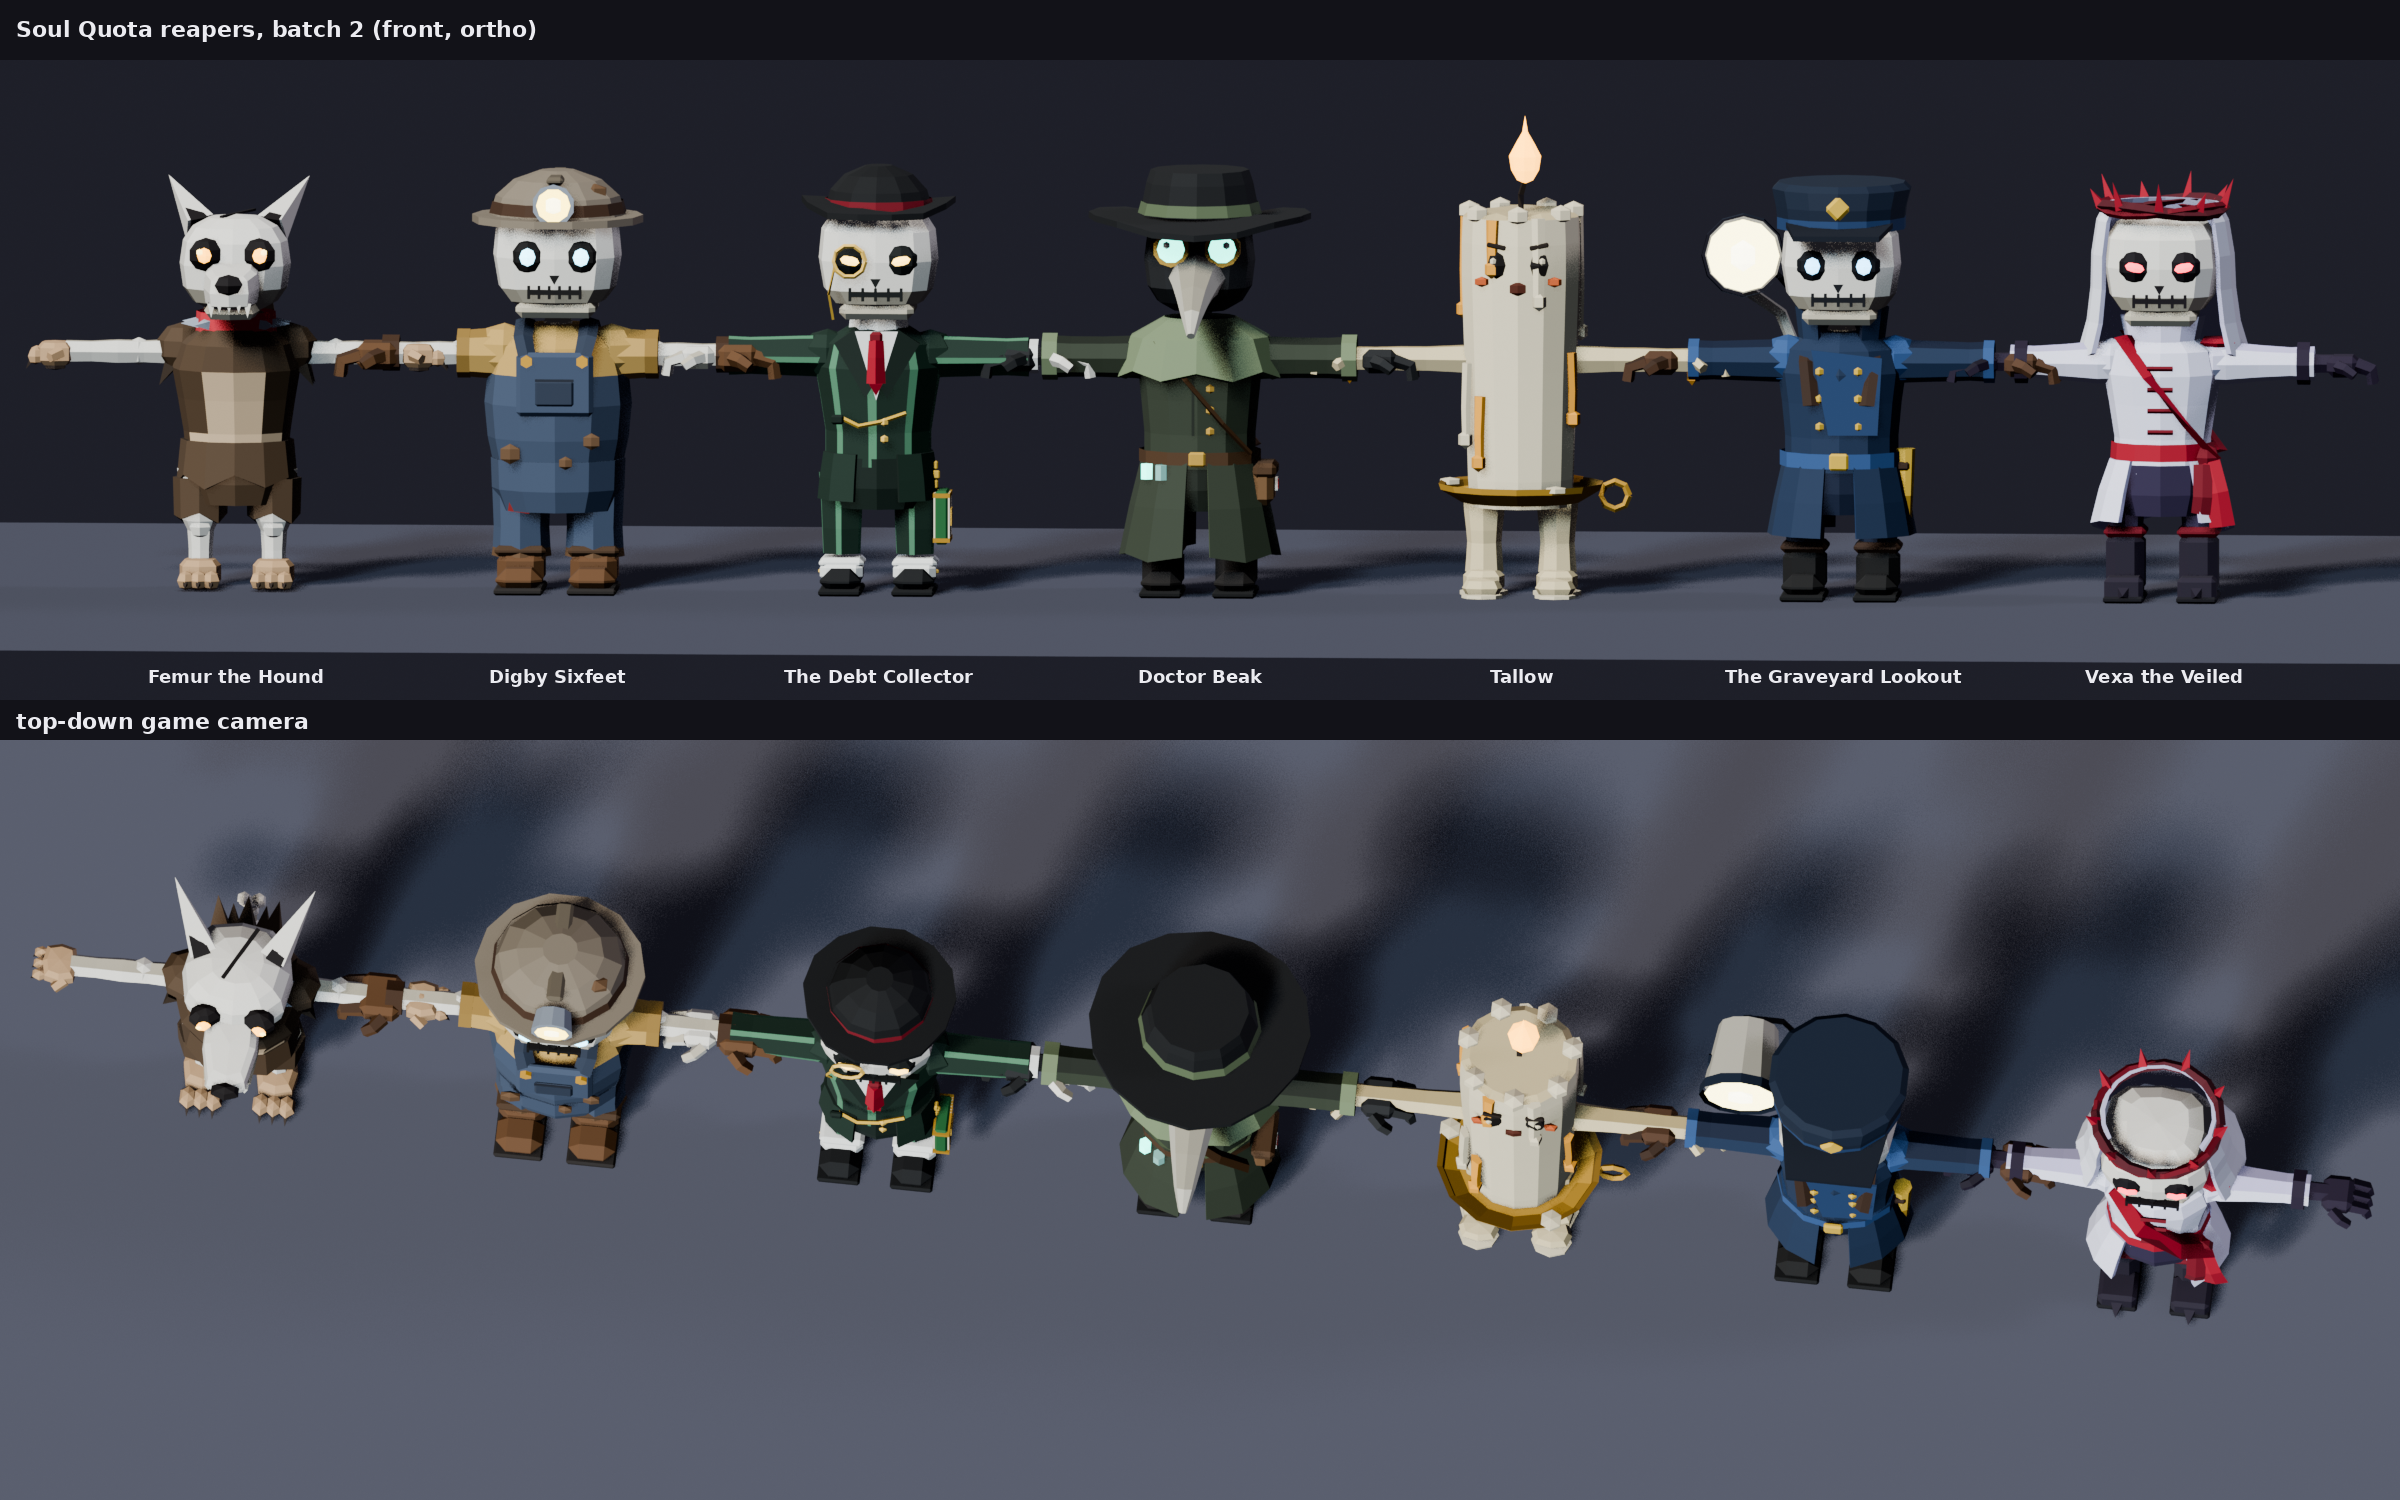 Soul Quota reapers, batch 2 (front, ortho)
Femur the Hound
Digby Sixfeet
The Debt Collector
Doctor Beak
Tallow
The Graveyard Lookout
Vexa the Veiled
top-down game camera